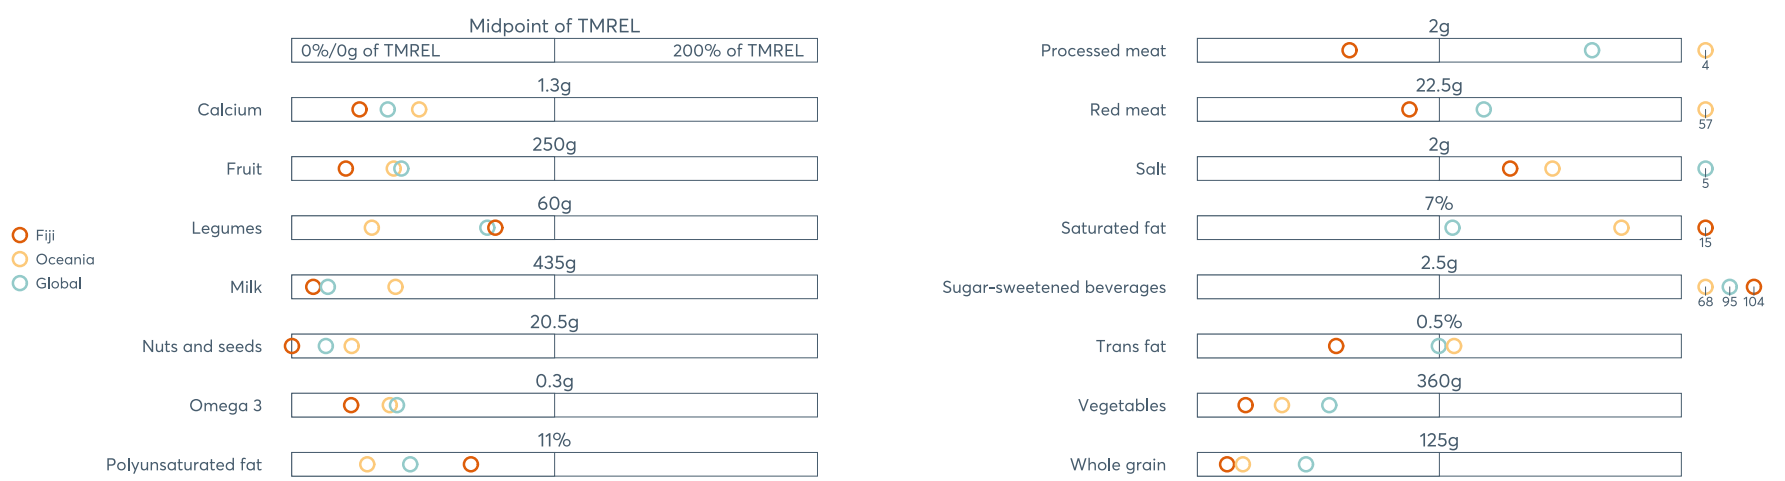 Midpoint of TMREL
0%/0g of TMREL
200% of TMREL
1.3g
Calcium
250g
Fruit
60g
Legumes
435g
Milk
20.5g
Nuts and seeds
0.3g
Omega 3
11%
Polyunsaturated fat
Fiji
Oceania
Global
2g
Processed meat
4
22.5g
Red meat
57
2g
Salt
5
7%
Saturated fat
15
2.5g
Sugar-sweetened beverages
68 95 104
0.5%
Trans fat
360g
Vegetables
125g
Whole grain